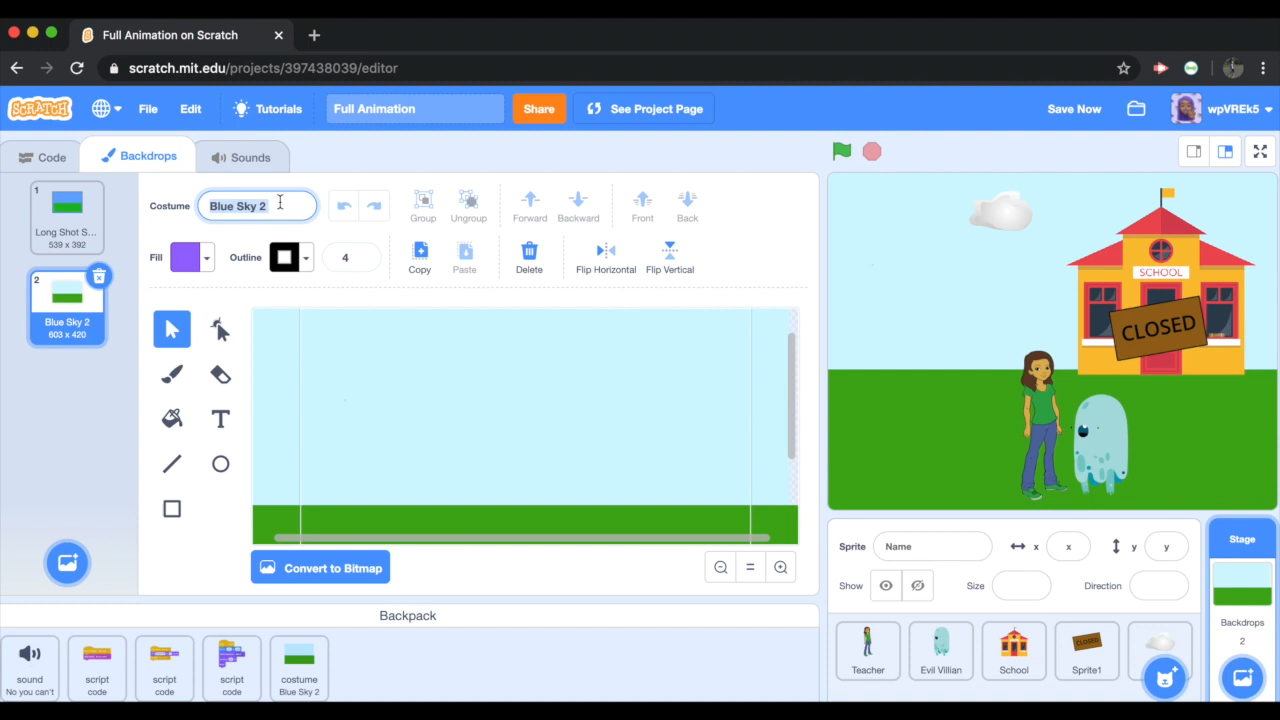 Full Animation on Scratch
scratch.mit.edu/projects/397438039/editor
SCRATCH
File
Edit
Tutorials
Full Animation
Share
See Project Page
Save Now
wpVREk5
Code
Backdrops
Sounds
1
Long Shot S...
539 x 392
2
Blue Sky 2
603 x 420
Costume
Blue Sky 2
Group
Ungroup
Forward
Backward
Front
Back
Fill
Outline
4
Copy
Paste
Delete
Flip Horizontal
Flip Vertical
Convert to Bitmap
SCHOOL
CLOSED
Sprite
Name
x
x
y
y
Show
Size
Direction
Teacher
Evil Villian
School
CLOSED
Sprite1
Stage
Backdrops
2
Backpack
sound
No you can't
script
code
script
code
script
code
costume
Blue Sky 2